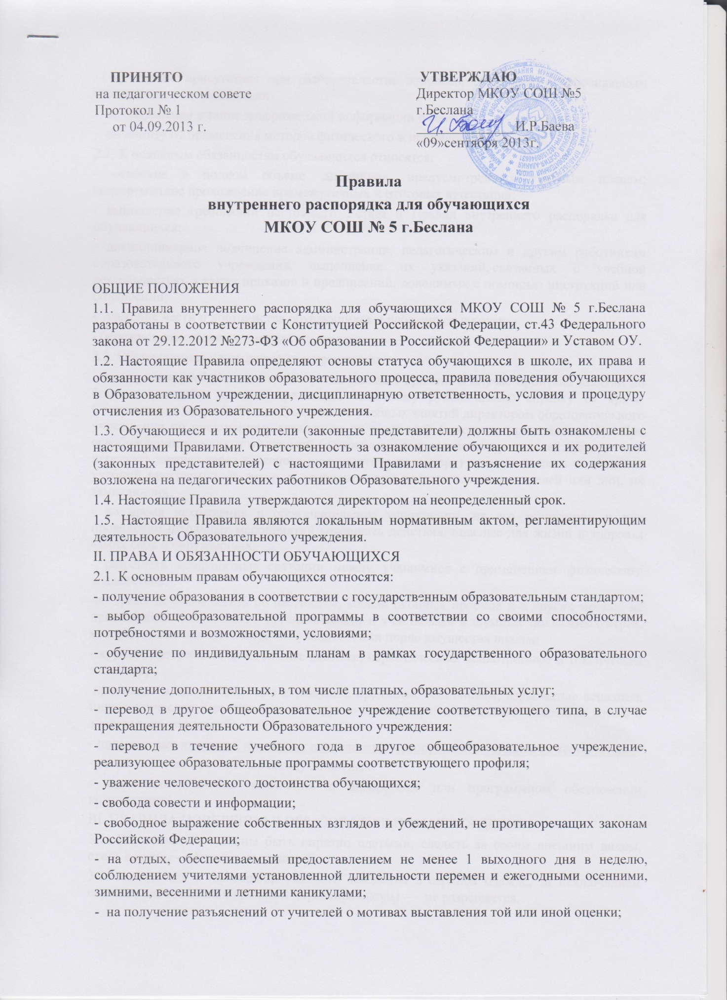 ПРИНЯТО
на педагогическом совете
Протокол № 1
от 04.09.2013 г.
УТВЕРЖДАЮ
Директор МКОУ СОШ №5
г.Беслана
______________И.Р.Баева
«09»сентября 2013г.
Правила
внутреннего распорядка для обучающихся
МКОУ СОШ № 5 г.Беслана
ОБЩИЕ ПОЛОЖЕНИЯ
1.1. Правила внутреннего распорядка для обучающихся МКОУ СОШ № 5 г.Беслана
разработаны в соответствии с Конституцией Российской Федерации, ст.43 Федерального
закона от 29.12.2012 №273-ФЗ «Об образовании в Российской Федерации» и Уставом ОУ.
1.2. Настоящие Правила определяют основы статуса обучающихся в школе, их права и
обязанности как участников образовательного процесса, правила поведения обучающихся
в Образовательном учреждении, дисциплинарную ответственность, условия и процедуру
отчисления из Образовательного учреждения.
1.3. Обучающиеся и их родители (законные представители) должны быть ознакомлены с
настоящими Правилами. Ответственность за ознакомление обучающихся и их родителей
(законных представителей) с настоящими Правилами и разъяснение их содержания
возложена на педагогических работников Образовательного учреждения.
1.4. Настоящие Правила утверждаются директором на неопределенный срок.
1.5. Настоящие Правила являются локальным нормативным актом, регламентирующим
деятельность Образовательного учреждения.
II. ПРАВА И ОБЯЗАННОСТИ ОБУЧАЮЩИХСЯ
2.1. К основным правам обучающихся относятся:
- получение образования в соответствии с государственным образовательным стандартом;
- выбор общеобразовательной программы в соответствии со своими способностями,
потребностями и возможностями, условиями;
- обучение по индивидуальным планам в рамках государственного образовательного
стандарта;
- получение дополнительных, в том числе платных, образовательных услуг;
- перевод в другое общеобразовательное учреждение соответствующего типа, в случае
прекращения деятельности Образовательного учреждения:
- перевод в течение учебного года в другое общеобразовательное учреждение,
реализующее образовательные программы соответствующего профиля;
- уважение человеческого достоинства обучающихся;
- свобода совести и информации;
- свободное выражение собственных взглядов и убеждений, не противоречащих законам
Российской Федерации;
- на отдых, обеспечиваемый предоставлением не менее 1 выходного дня в неделю,
соблюдением учителями установленной длительности перемен и ежегодными осенними,
зимними, весенними и летними каникулами;
- на получение разъяснений от учителей о мотивах выставления той или иной оценки;